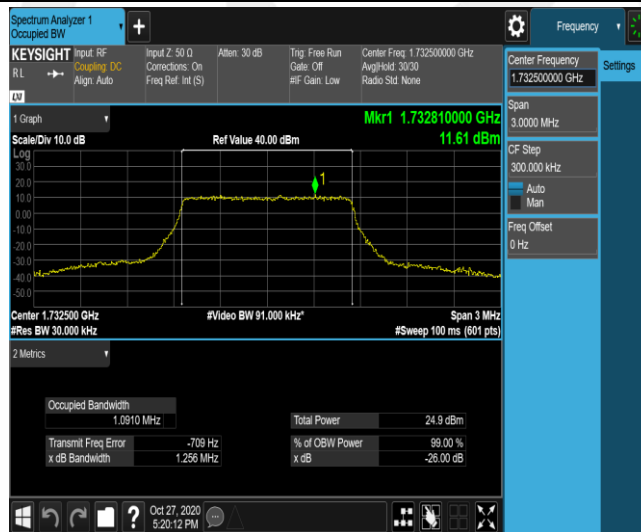 Spectrum Analyzer 1
Occupied BW
+
Frequency
KEYSIGHT
RL
LXI
Input: RF
Coupling: DC
Align: Auto
Input Z: 50 Ω
Corrections: On
Freq Ref: Int (S)
Atten: 30 dB
Trig: Free Run
Gate: Off
#IF Gain: Low
Center Freq: 1.732500000 GHz
Avg|Hold: 30/30
Radio Std: None
Center Frequency
1.732500000 GHz
Settings
Span
3.0000 MHz
CF Step
300.000 kHz
Auto
Man
Freq Offset
0 Hz
1 Graph
Mkr1 1.732810000 GHz
Scale/Div 10.0 dB
Ref Value 40.00 dBm
11.61 dBm
Log
30.0
20.0
10.0
0.00
-10.0
-20.0
-30.0
-40.0
-50.0
1
Center 1.732500 GHz
#Video BW 91.000 kHz*
Span 3 MHz
#Res BW 30.000 kHz
#Sweep 100 ms (601 pts)
2 Metrics
Occupied Bandwidth
1.0910 MHz
Total Power 24.9 dBm
Transmit Freq Error -709 Hz
% of OBW Power 99.00 %
x dB Bandwidth 1.256 MHz
x dB -26.00 dB
?
Oct 27, 2020
5:20:12 PM